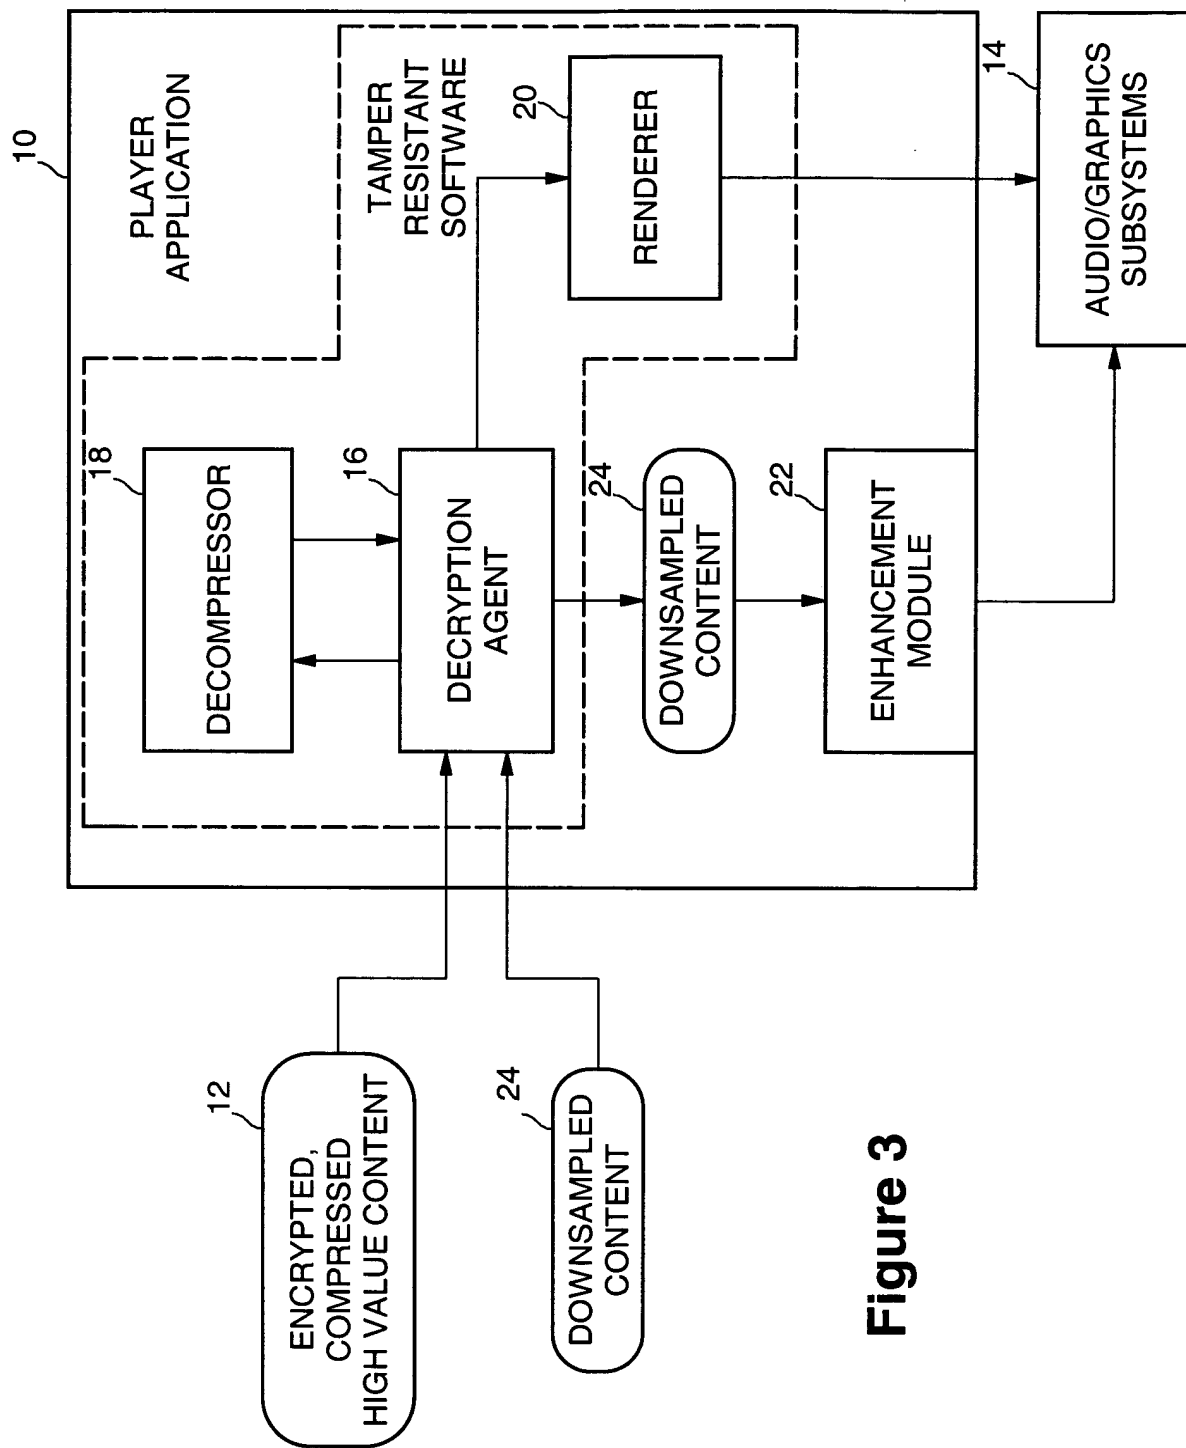 10
PLAYER
APPLICATION
TAMPER
RESISTANT
SOFTWARE
18
DECOMPRESSOR
16
DECRYPTION
AGENT
20
RENDERER
24
DOWNSAMPLED
CONTENT
22
ENHANCEMENT
MODULE
14
AUDIO/GRAPHICS
SUBSYSTEMS
12
ENCRYPTED,
COMPRESSED
HIGH VALUE CONTENT
24
DOWNSAMPLED
CONTENT
Figure 3